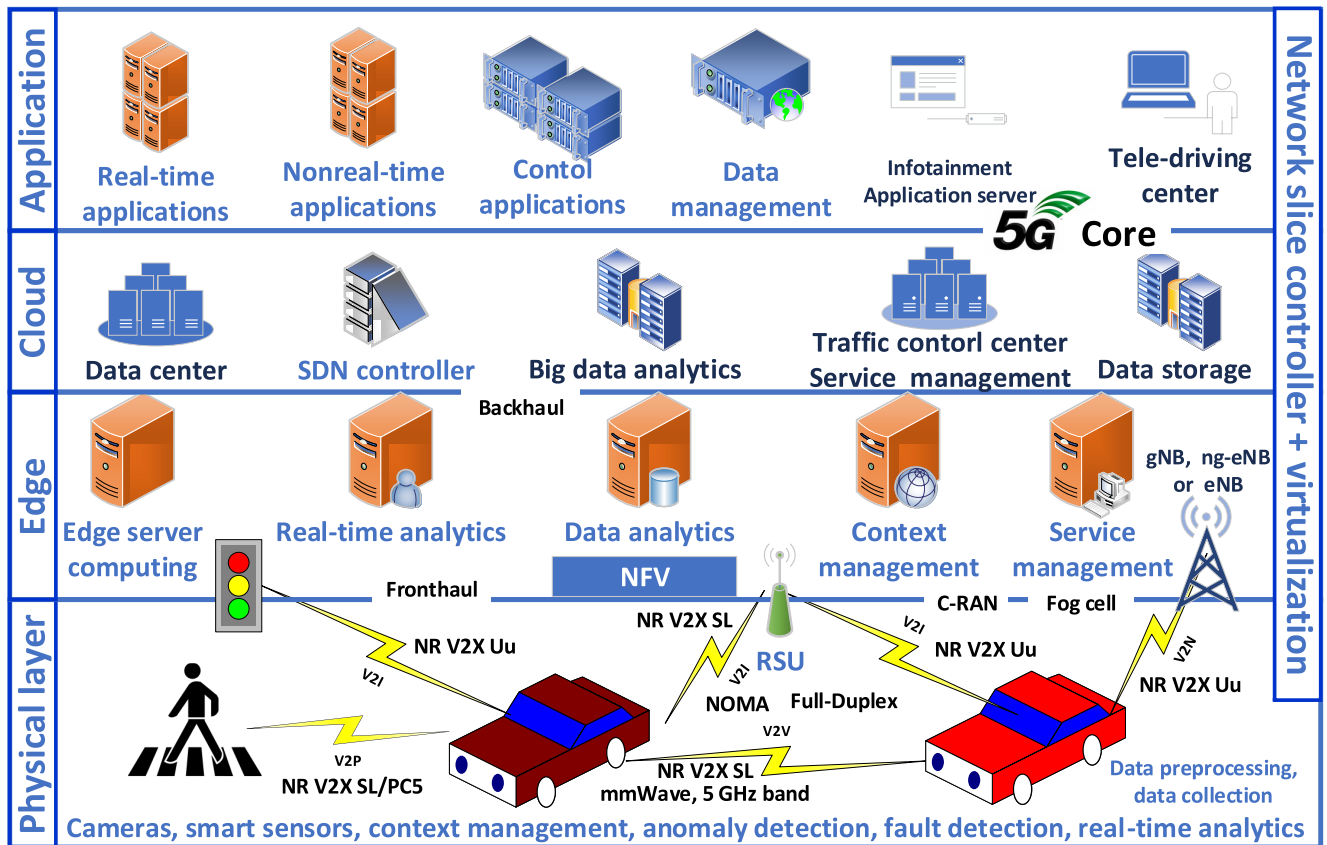 Application
Real-time
applications
Nonreal-time
applications
Contol
applications
Data
management
Infotainment
Application server
Tele-driving
center
5G Core
Network slice controller + virtualization
Cloud
Data center
SDN controller
Big data analytics
Traffic contorl center
Service management
Data storage
Edge
Backhaul
Edge server
computing
Real-time analytics
Data analytics
Context
management
Service
management
gNB, ng-eNB
or eNB
NFV
Fronthaul
C-RAN
Fog cell
Physical layer
NR V2X Uu
V2I
NR V2X SL
V2I
RSU
V2I
NR V2X Uu
V2N
NR V2X Uu
NOMA
Full-Duplex
V2P
NR V2X SL/PC5
V2V
NR V2X SL
mmWave, 5 GHz band
Data preprocessing,
data collection
Cameras, smart sensors, context management, anomaly detection, fault detection, real-time analytics